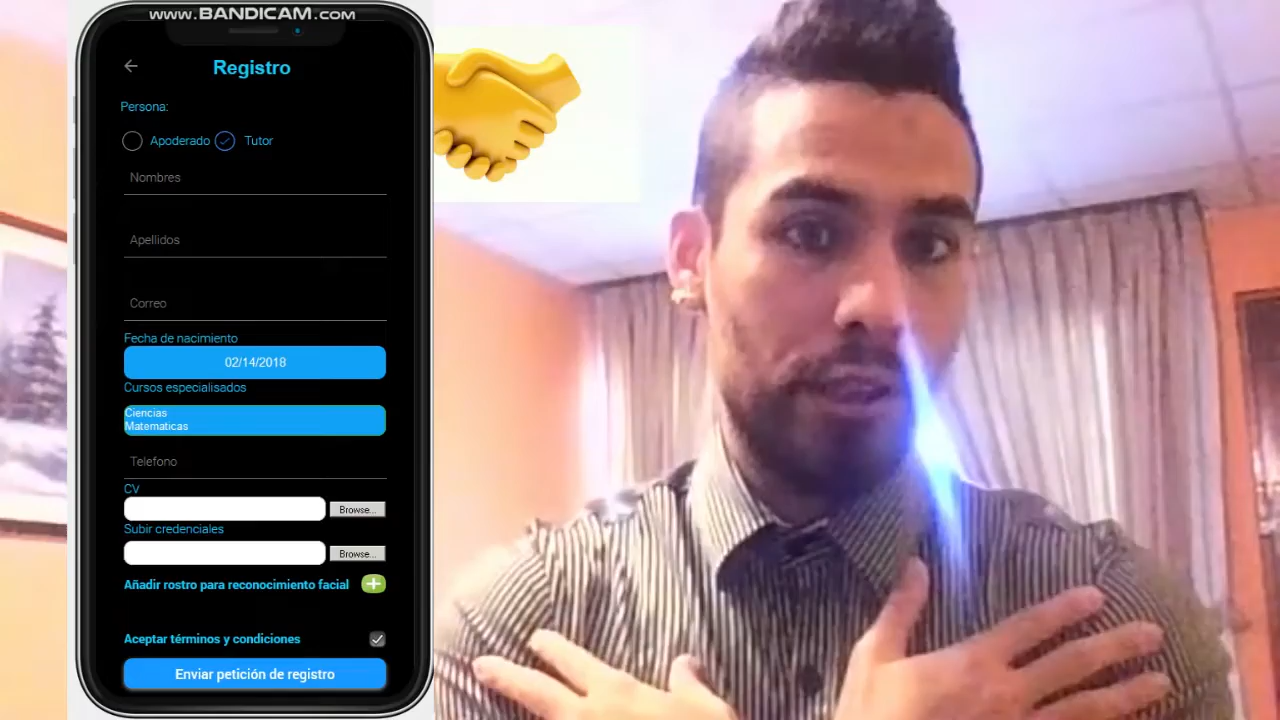 www.BANDICAM.com
Registro
Persona:
Apoderado Tutor
Nombres
Apellidos
Correo
Fecha de nacimiento
02/14/2018
Cursos especialisados
Ciencias
Matematicas
Telefono
CV
Browse...
Subir credenciales
Browse...
Añadir rostro para reconocimiento facial
Aceptar términos y condiciones
Enviar petición de registro